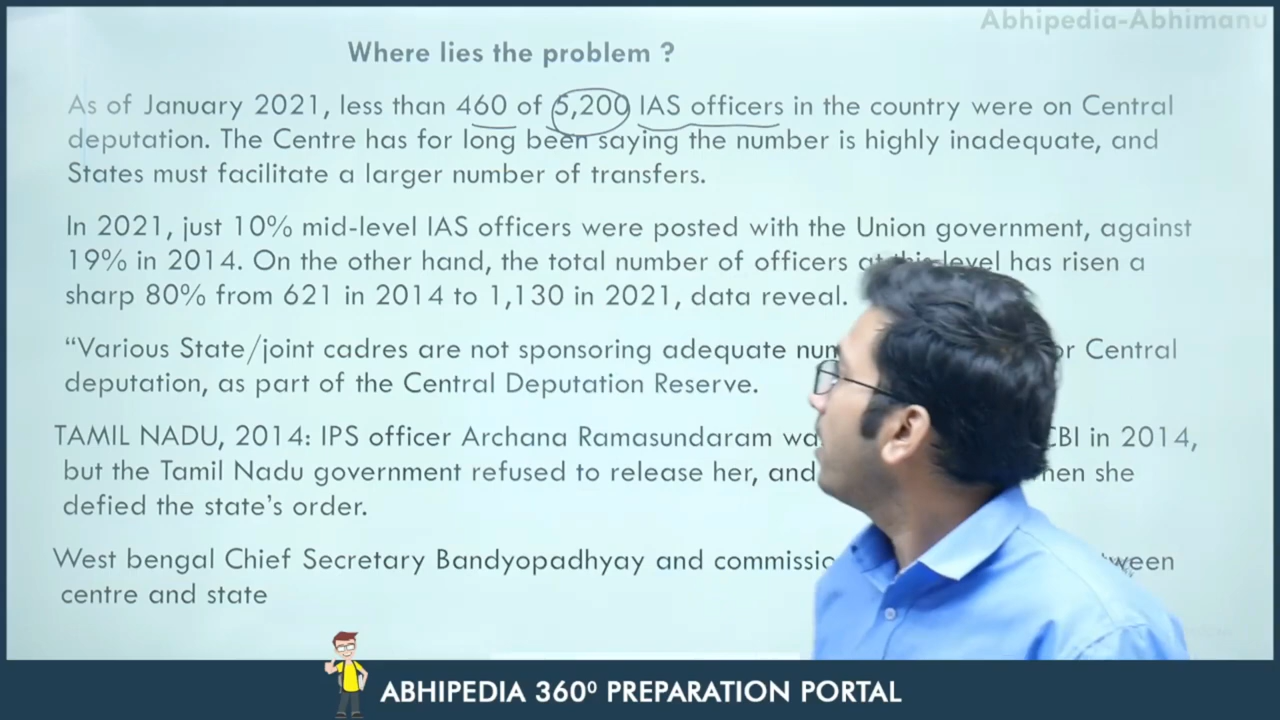 Abhipedia-Abhimanu
Where lies the problem ?
As of January 2021, less than 460 of 5,200 IAS officers in the country were on Central
deputation. The Centre has for long been saying the number is highly inadequate, and
States must facilitate a larger number of transfers.
In 2021, just 10% mid-level IAS officers were posted with the Union government, against
19% in 2014. On the other hand, the total number of officers at this level has risen a
sharp 80% from 621 in 2014 to 1,130 in 2021, data reveal.
“Various State/joint cadres are not sponsoring adequate Central
deputation, as part of the Central Deputation Reserve.
TAMIL NADU, 2014: IPS officer Archana Ramasundaram CBI in 2014,
but the Tamil Nadu government refused to release her, and she
defied the state’s order.
West bengal Chief Secretary Bandyopadhyay and
centre and state
ABHIPEDIA 360⁰ PREPARATION PORTAL